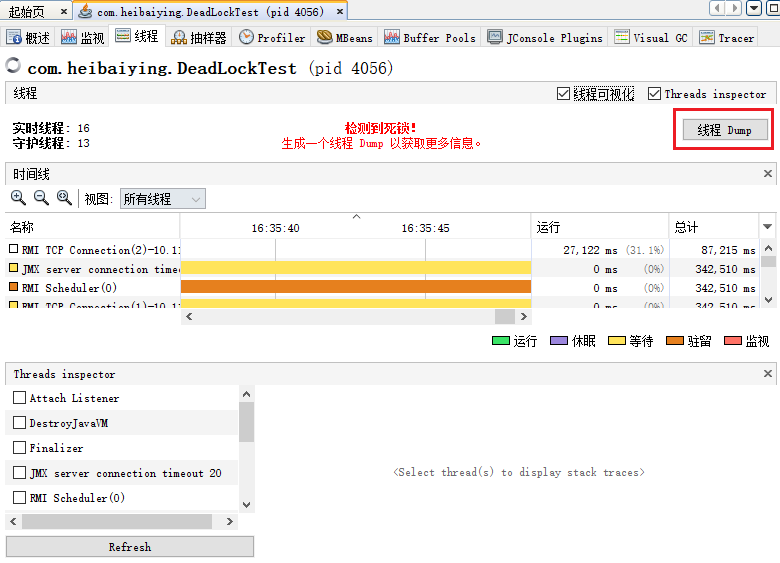 起始页 × com.heibaiying.DeadLockTest (pid 4056) ×
概述 监视 线程 抽样器 Profiler MBeans Buffer Pools JConsole Plugins Visual GC Tracer
com.heibaiying.DeadLockTest (pid 4056)
线程 线程可视化 Threads inspector
实时线程: 16
守护线程: 13
检测到死锁!
生成一个线程 Dump 以获取更多信息。
线程 Dump
时间线
视图: 所有线程
名称 16:35:40 16:35:45 运行 总计
RMI TCP Connection(2)-10.1 27,122 ms (31.1%) 87,215 ms
JMX server connection time 0 ms (0%) 342,510 ms
RMI Scheduler(0) 0 ms (0%) 342,510 ms
RMI TCP Connection(1)-10.1 0 ms (0%) 342,510 ms
运行 休眠 等待 驻留 监视
Threads inspector
Attach Listener
DestroyJavaVM
Finalizer
JMX server connection timeout 20
RMI Scheduler(0)
<Select thread(s) to display stack traces>
Refresh